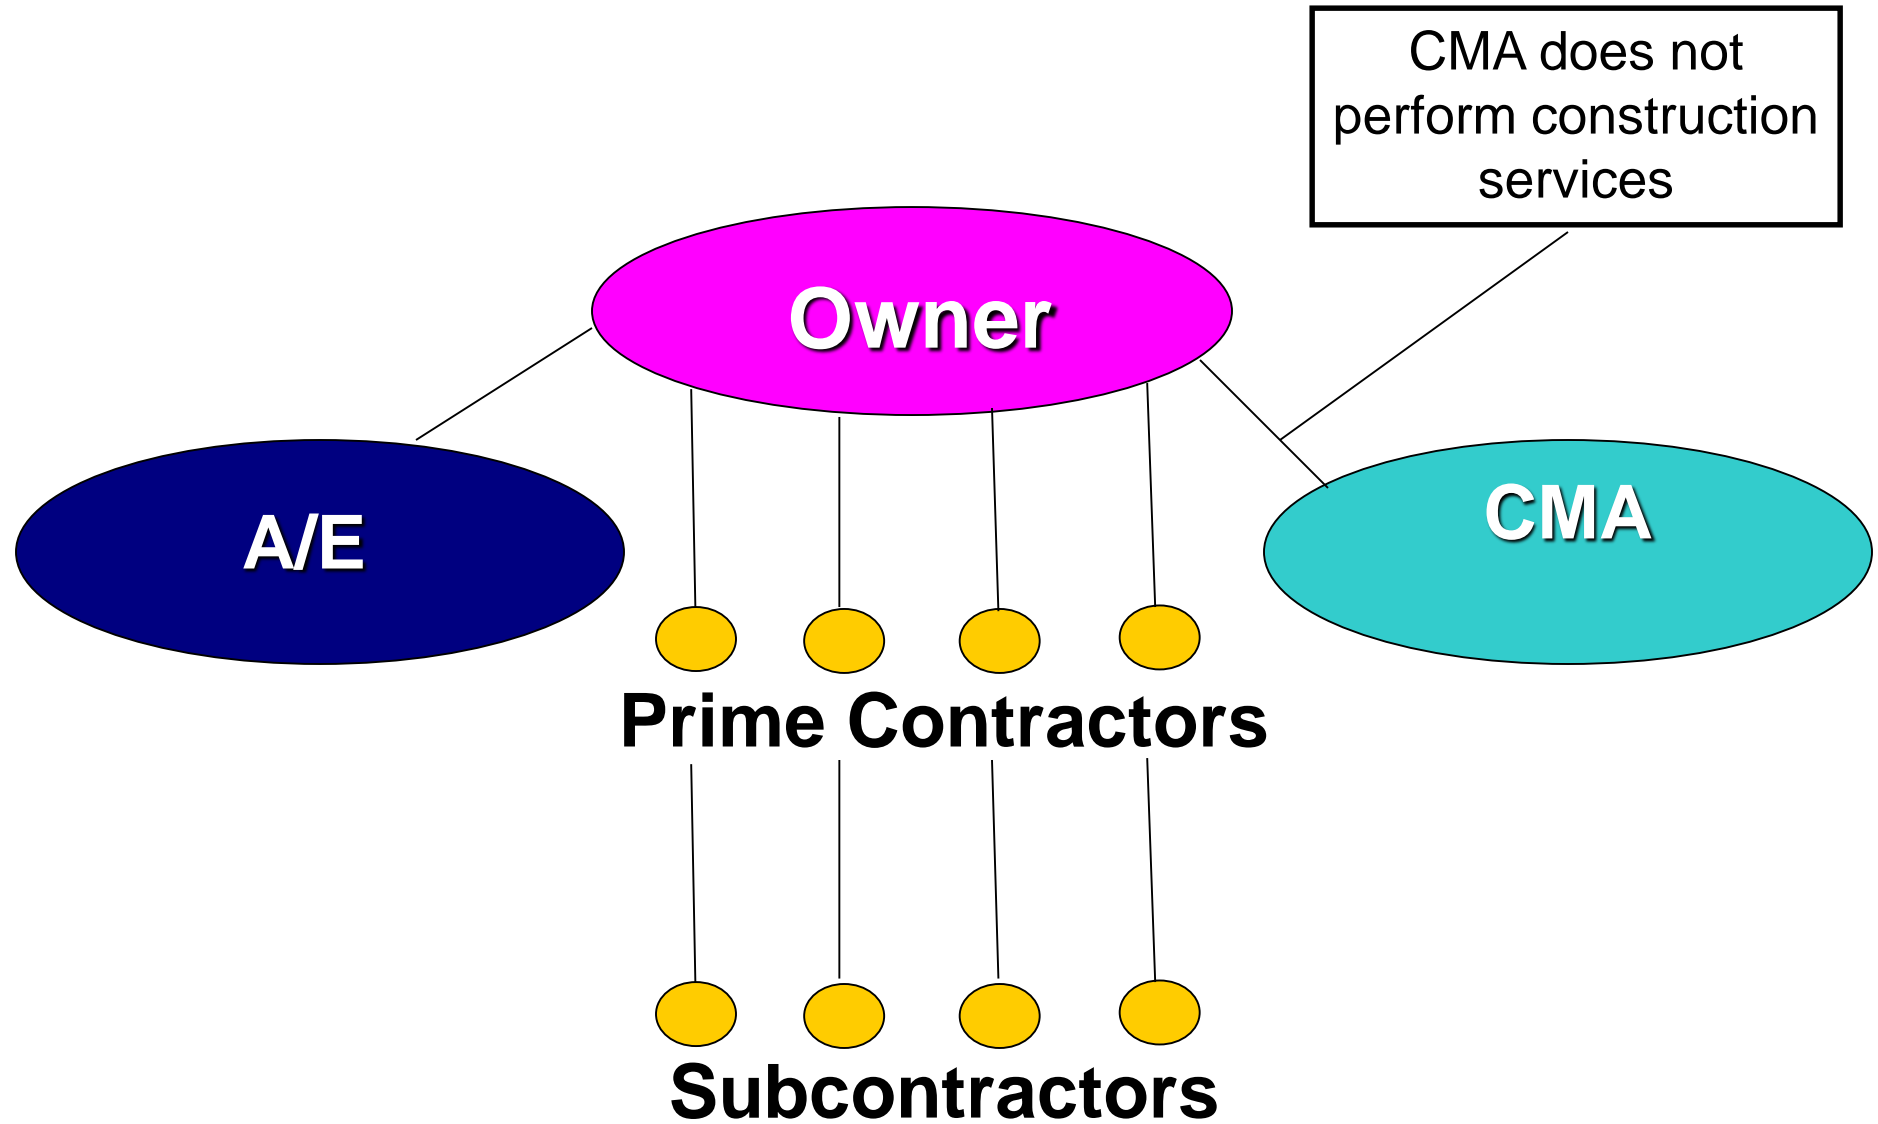 CMA does not
perform construction
services
Owner
A/E
CMA
Prime Contractors
Subcontractors